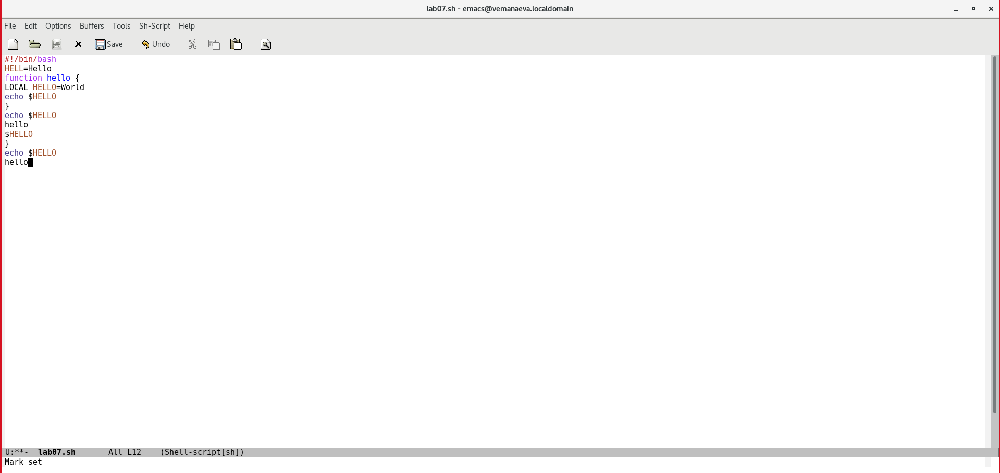 lab07.sh - emacs@vemanaeva.localdomain
File Edit Options Buffers Tools Sh-Script Help
Save Undo
#!/bin/bash
HELL=Hello
function hello {
LOCAL HELLO=World
echo $HELLO
}
echo $HELLO
hello
$HELLO
}
echo $HELLO
hello
U:**-  lab07.sh       All L12    (Shell-script[sh])
Mark set